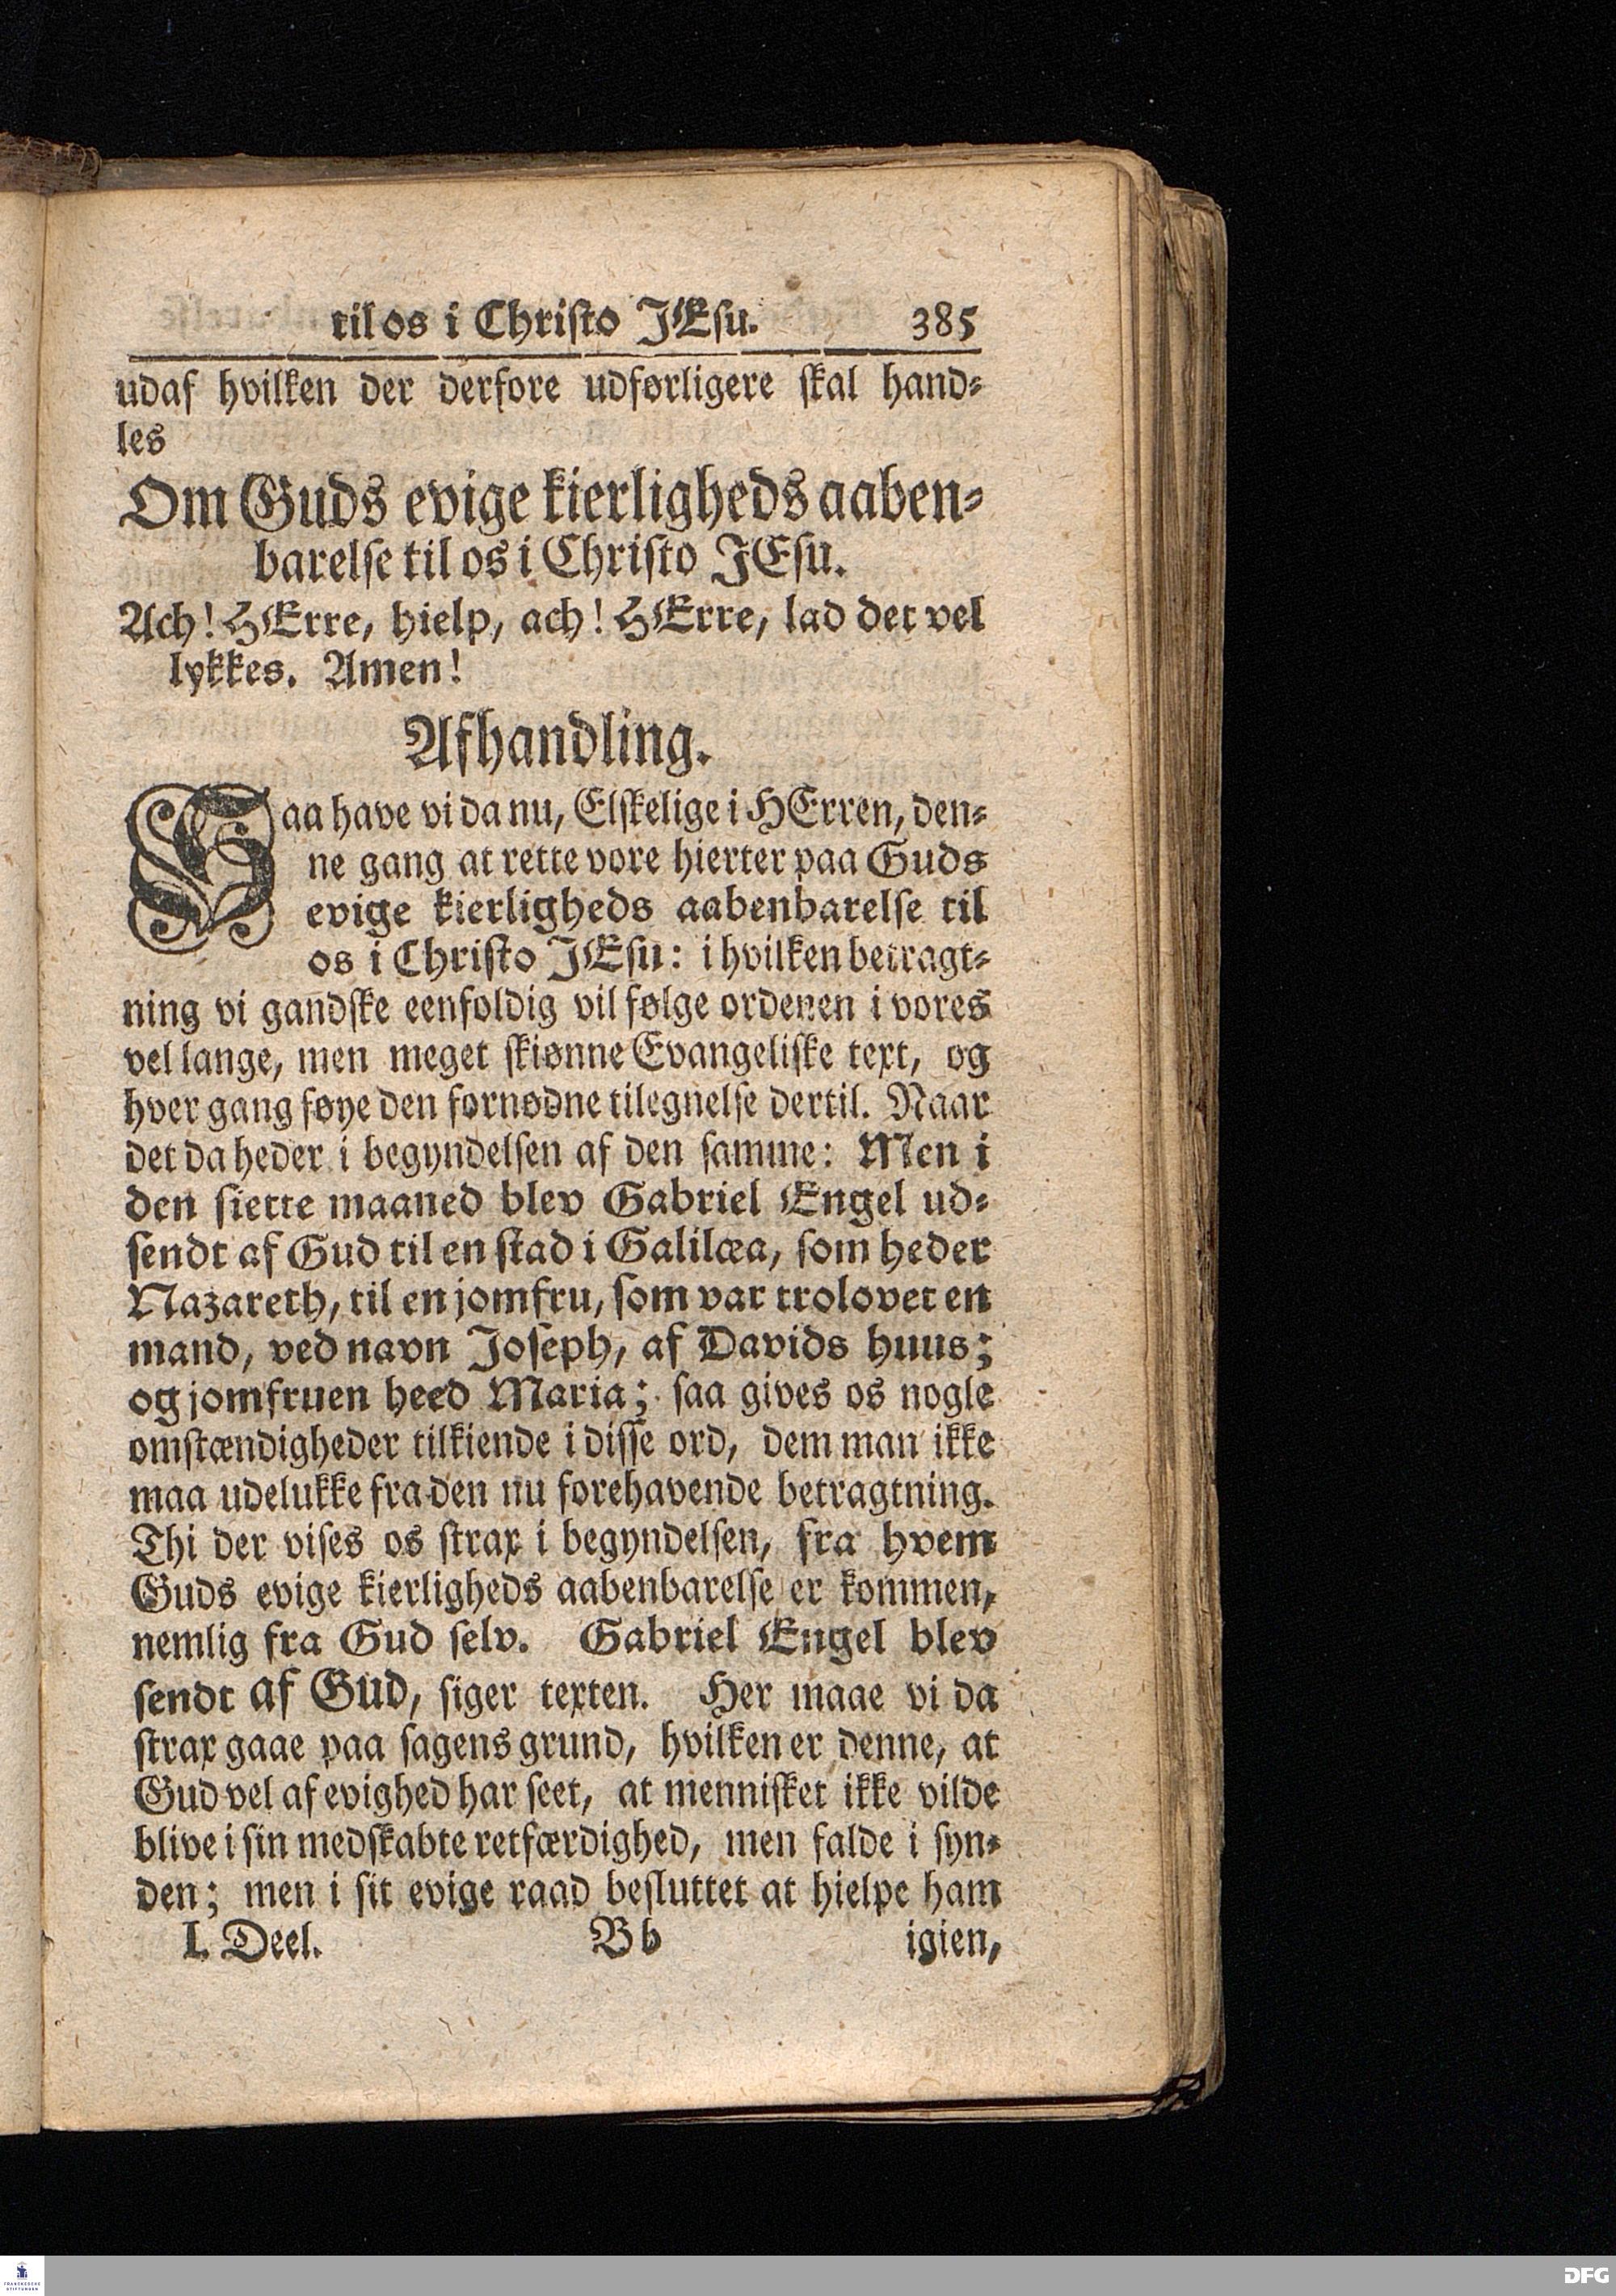 til os i Christo JEsu. 385
udaf hvilken der derfore udførligere skal hand-
les
Om Guds evige kierligheds aaben-
barelse til os i Christo JEsu.
Ach! HErre, hielp, ach! HErre, lad det vel
lykkes. Amen!
Afhandling.
Saa have vi da nu, Elskelige i HErren, den-
ne gang at rette vore hierter paa Guds
evige kierligheds aabenbarelse til
os i Christo JEsu: i hvilken betragt-
ning vi gandske eenfoldig vil følge ordenen i vores
vel lange, men meget skiønne Evangeliske text, og
hver gang føye den fornødne tilegnelse dertil. Naar
det da heder i begyndelsen af den samme: Men i
den siette maaned blev Gabriel Engel ud-
sendt af Gud til en stad i Galilæa, som heder
Nazareth, til en jomfru, som var trolovet en
mand, ved navn Joseph, af Davids huus;
og jomfruen heed Maria; saa gives os nogle
omstændigheder tilkiende i disse ord, dem man ikke
maa udelukke fra den nu forehavende betragtning.
Thi der vises os strax i begyndelsen, fra hvem
Guds evige kierligheds aabenbarelse er kommen,
nemlig fra Gud selv. Gabriel Engel blev
sendt af Gud, siger texten. Her maae vi da
strax gaae paa sagens grund, hvilken er denne, at
Gud vel af evighed har seet, at mennisket ikke vilde
blive i sin medskabte retfærdighed, men falde i syn-
den; men i sit evige raad besluttet at hielpe ham
I. Deel. Bb igien,
FRANCKESCHE
STIFTUNGEN
DFG